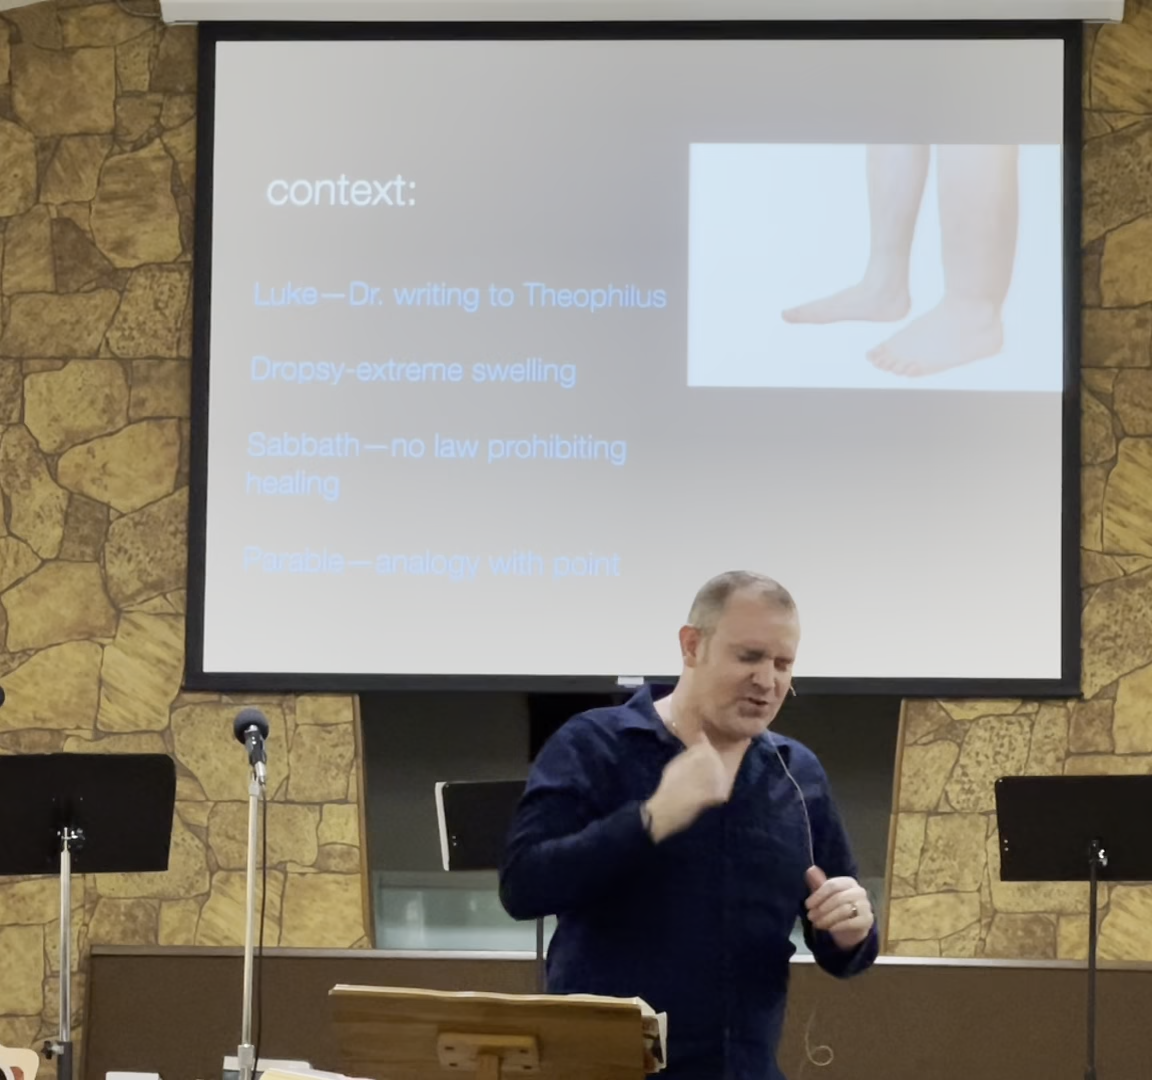 context:
Luke—Dr. writing to Theophilus
Dropsy-extreme swelling
Sabbath—no law prohibiting
healing
Parable—analogy with point